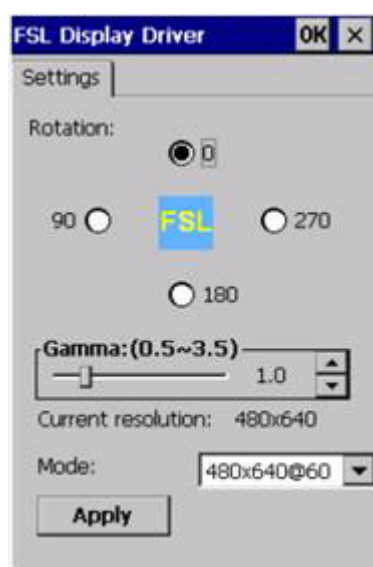 FSL Display Driver OK ×
Settings
Rotation:
0
90 FSL 270
180
Gamma:(0.5~3.5)
1.0
Current resolution: 480x640
Mode: 480x640@60
Apply